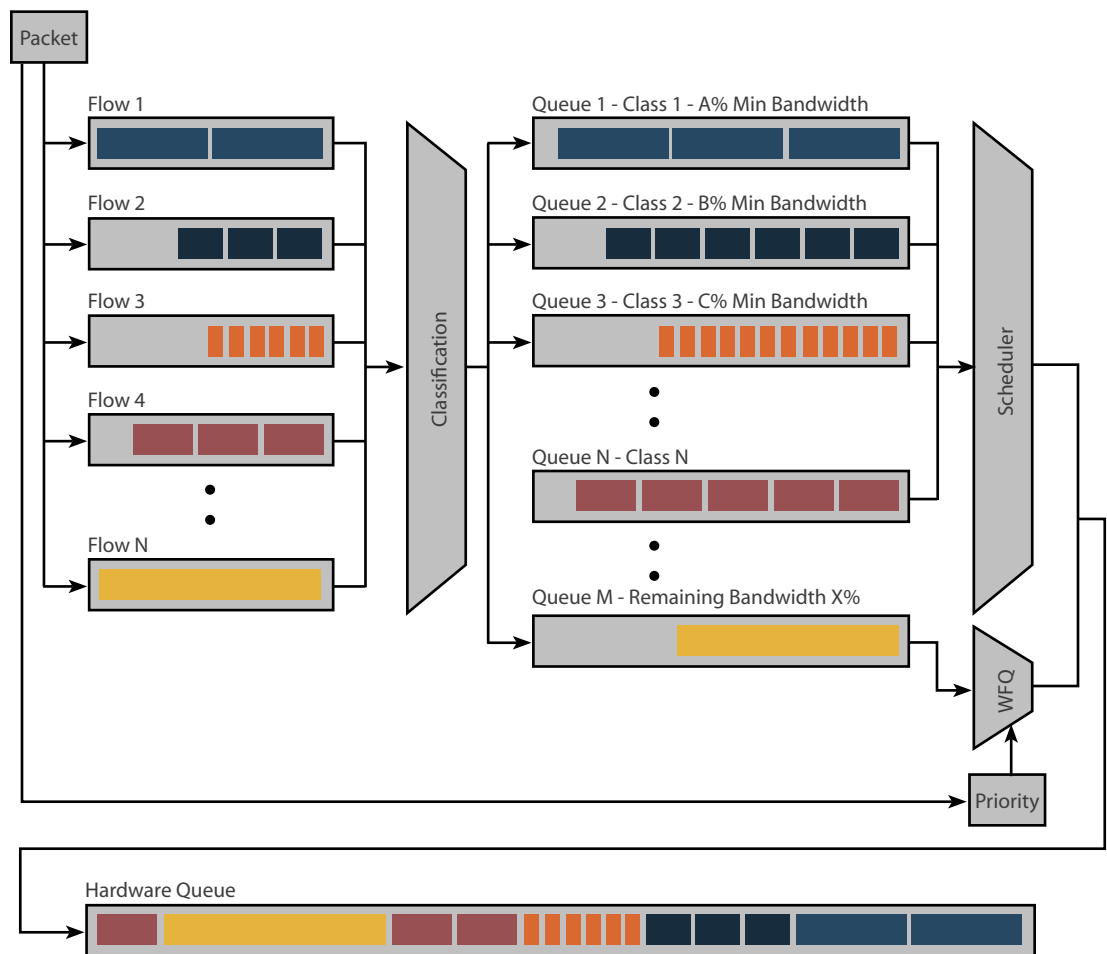 Packet
Flow 1
Flow 2
Flow 3
Flow 4
Flow N
Classification
Queue 1 - Class 1 - A% Min Bandwidth
Queue 2 - Class 2 - B% Min Bandwidth
Queue 3 - Class 3 - C% Min Bandwidth
Queue N - Class N
Queue M - Remaining Bandwidth X%
Scheduler
WFQ
Priority
Hardware Queue